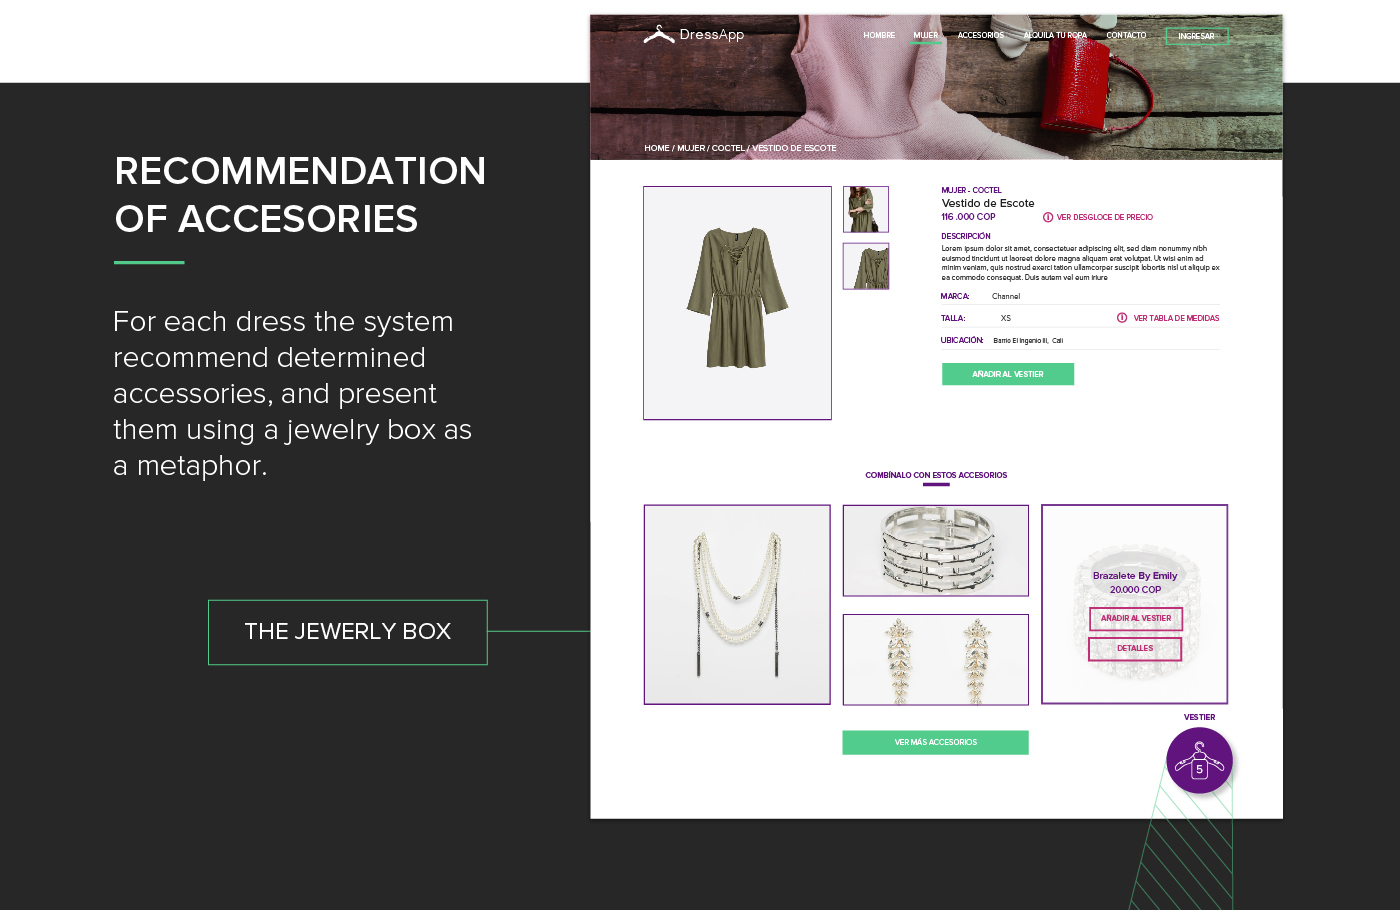 DressApp
HOMBRE MUJER ACCESORIOS ALQUILA TU ROPA CONTACTO INGRESAR
HOME / MUJER / COCTEL / VESTIDO DE ESCOTE
RECOMMENDATION
OF ACCESORIES
For each dress the system
recommend determined
accessories, and present
them using a jewelry box as
a metaphor.
THE JEWERLY BOX
MUJER - COCTEL
Vestido de Escote
116 .000 COP
VER DESGLOCE DE PRECIO
DESCRIPCIÓN
Lorem ipsum dolor sit amet, consectetuer adipiscing elit, sed diam nonummy nibh
euismod tincidunt ut laoreet dolore magna aliquam erat volutpat. Ut wisi enim ad
minim veniam, quis nostrud exerci tation ullamcorper suscipit lobortis nisl ut aliquip ex
ea commodo consequat. Duis autem vel eum iriure
MARCA: Channel
TALLA: XS VER TABLA DE MEDIDAS
UBICACIÓN: Barrio El Ingenio III, Cali
AÑADIR AL VESTIER
COMBÍNALO CON ESTOS ACCESORIOS
Brazalete By Emily
20.000 COP
AÑADIR AL VESTIER
DETALLES
VER MÁS ACCESORIOS
VESTIER
5